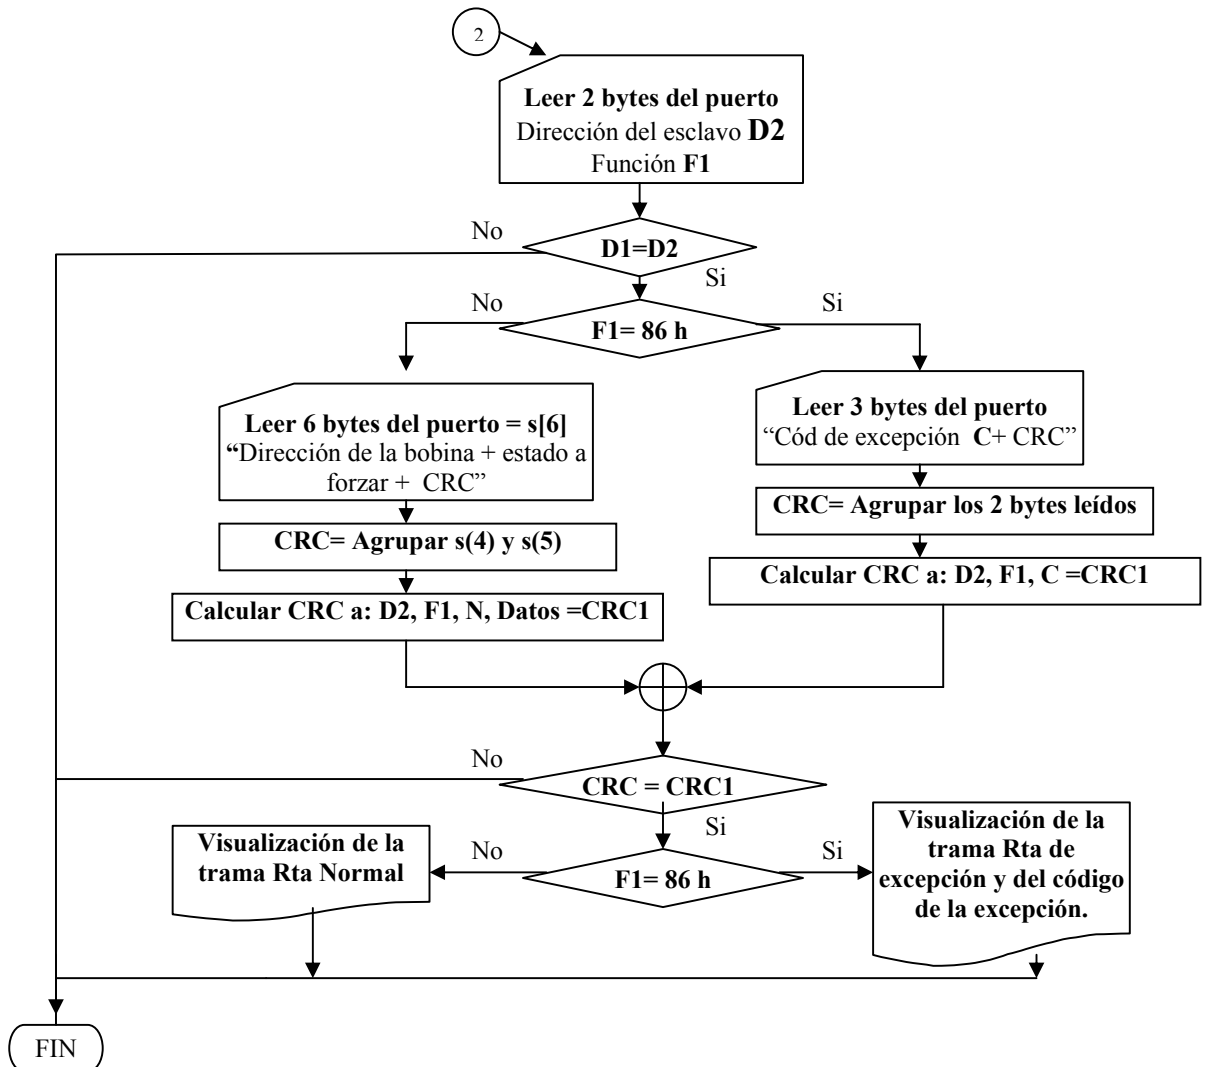 2
Leer 2 bytes del puerto
Dirección del esclavo D2
Función F1
No
D1=D2
Si
No
F1= 86 h
Si
Leer 6 bytes del puerto = s[6]
“Dirección de la bobina + estado a
forzar + CRC”
Leer 3 bytes del puerto
“Cód de excepción C+ CRC”
CRC= Agrupar s(4) y s(5)
CRC= Agrupar los 2 bytes leídos
Calcular CRC a: D2, F1, N, Datos =CRC1
Calcular CRC a: D2, F1, C =CRC1
No
CRC = CRC1
Si
Visualización de la
trama Rta Normal
No
F1= 86 h
Si
Visualización de la
trama Rta de
excepción y del código
de la excepción.
FIN